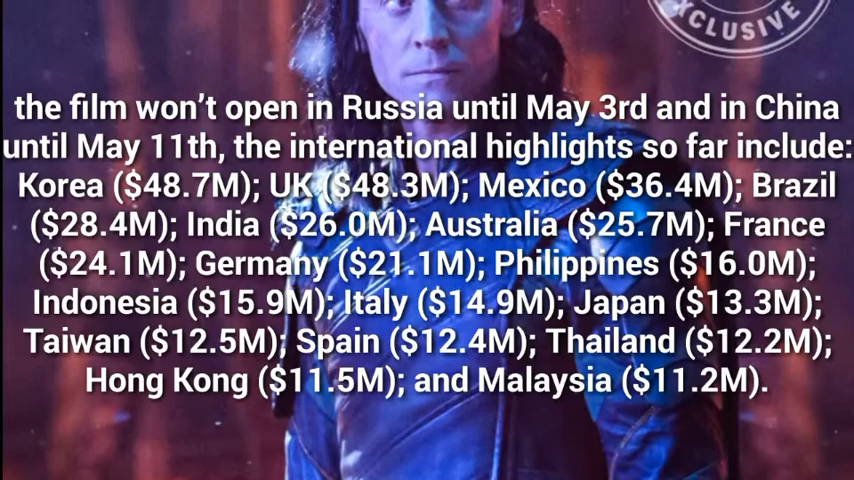 XCLUSIVE
the film won’t open in Russia until May 3rd and in China
until May 11th, the international highlights so far include:
Korea ($48.7M); UK ($48.3M); Mexico ($36.4M); Brazil
($28.4M); India ($26.0M); Australia ($25.7M); France
($24.1M); Germany ($21.1M); Philippines ($16.0M);
Indonesia ($15.9M); Italy ($14.9M); Japan ($13.3M);
Taiwan ($12.5M); Spain ($12.4M); Thailand ($12.2M);
Hong Kong ($11.5M); and Malaysia ($11.2M).